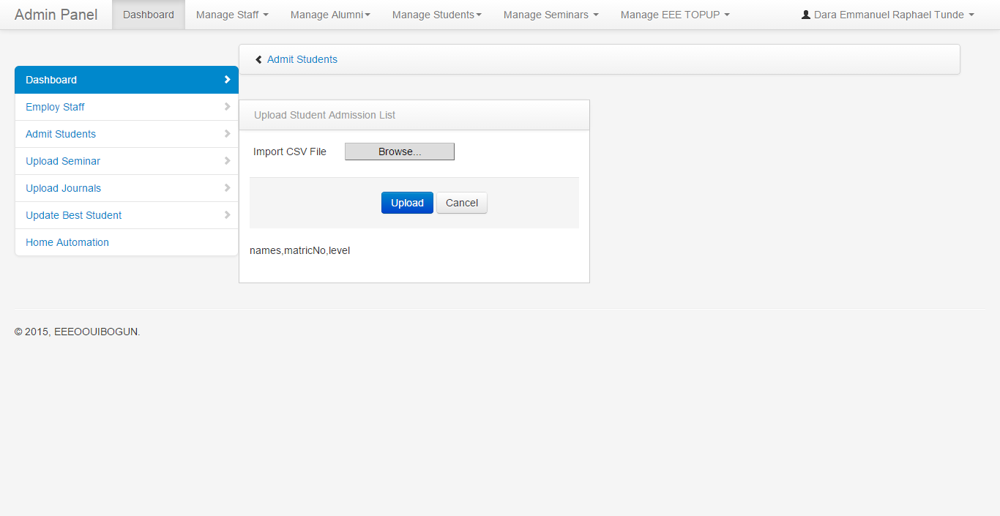 Admin Panel Dashboard Manage Staff Manage Alumni Manage Students Manage Seminars Manage EEE TOPUP Dara Emmanuel Raphael Tunde
Admit Students
Dashboard
Employ Staff
Admit Students
Upload Seminar
Upload Journals
Update Best Student
Home Automation
Upload Student Admission List
Import CSV File Browse...
Upload Cancel
names,matricNo,level
© 2015, EEEOOUIBOGUN.